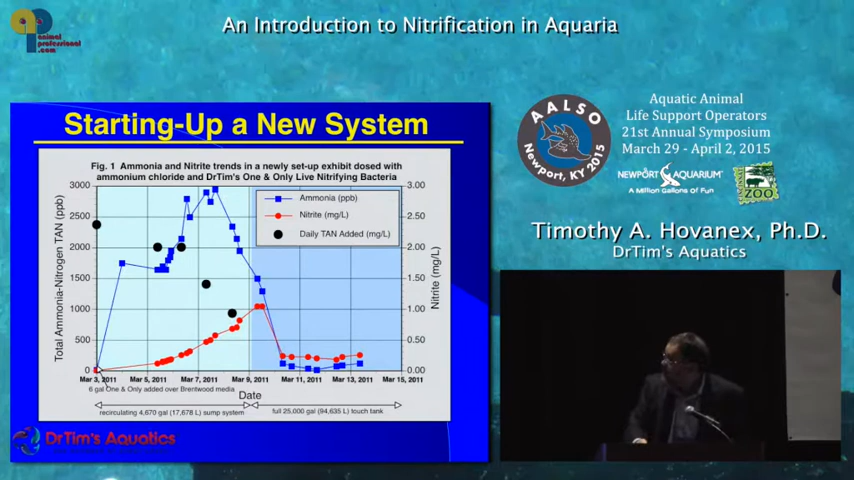 An Introduction to Nitrification in Aquaria
ap
animal
professional
.com
Starting-Up a New System
Fig. 1 Ammonia and Nitrite trends in a newly set-up exhibit dosed with
ammonium chloride and DrTim's One & Only Live Nitrifying Bacteria
Total Ammonia-Nitrogen TAN (ppb)
3000
2500
2000
1500
1000
500
0
Ammonia (ppb)
Nitrite (mg/L)
Daily TAN Added (mg/L)
3.00
2.50
2.00
1.50
1.00
0.50
0.00
Nitrite (mg/L)
Mar 3, 2011 Mar 5, 2011 Mar 7, 2011 Mar 9, 2011 Mar 11, 2011 Mar 13, 2011 Mar 15, 2011
6 gal One & Only added over Brentwood media
Date
recirculating 4,670 gal (17,678 L) sump system
full 25,000 gal (94,635 L) touch tank
DrTim's Aquatics
AALSO
Newport, KY 2015
Aquatic Animal
Life Support Operators
21st Annual Symposium
March 29 - April 2, 2015
NEWPORT AQUARIUM
A Million Gallons of Fun
ZOO
Timothy A. Hovanex, Ph.D.
DrTim's Aquatics